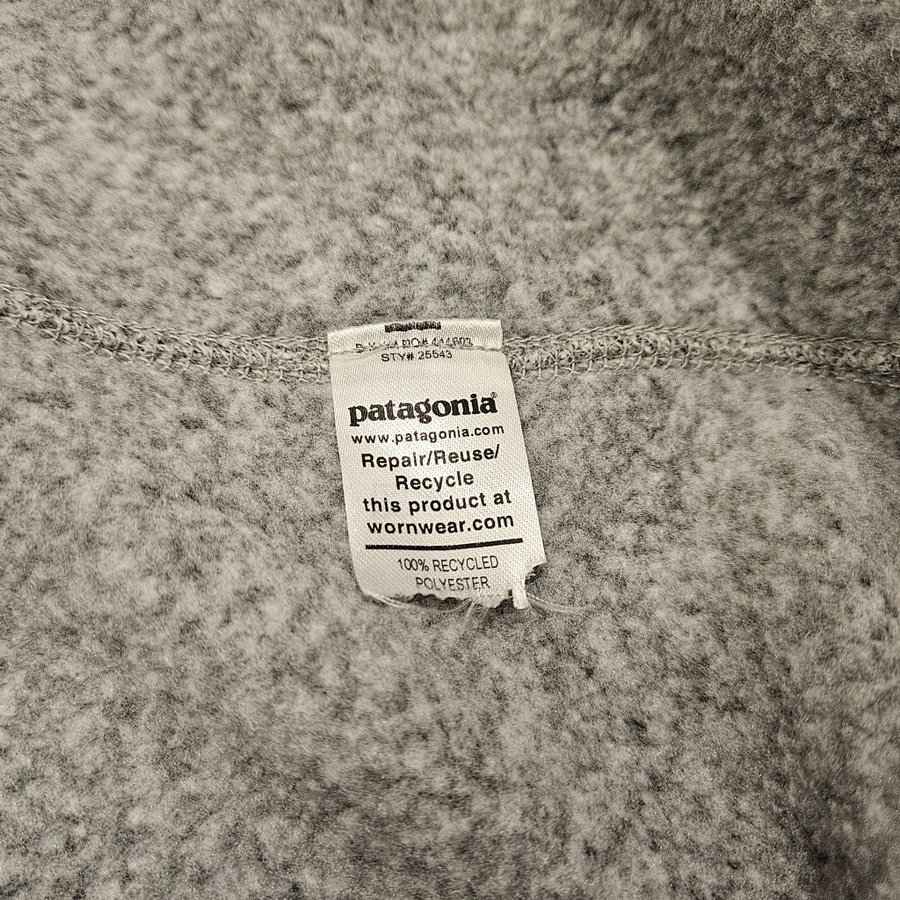 STY# 25543
patagonia®
www.patagonia.com
Repair/Reuse/
Recycle
this product at
wornwear.com
100% RECYCLED
POLYESTER